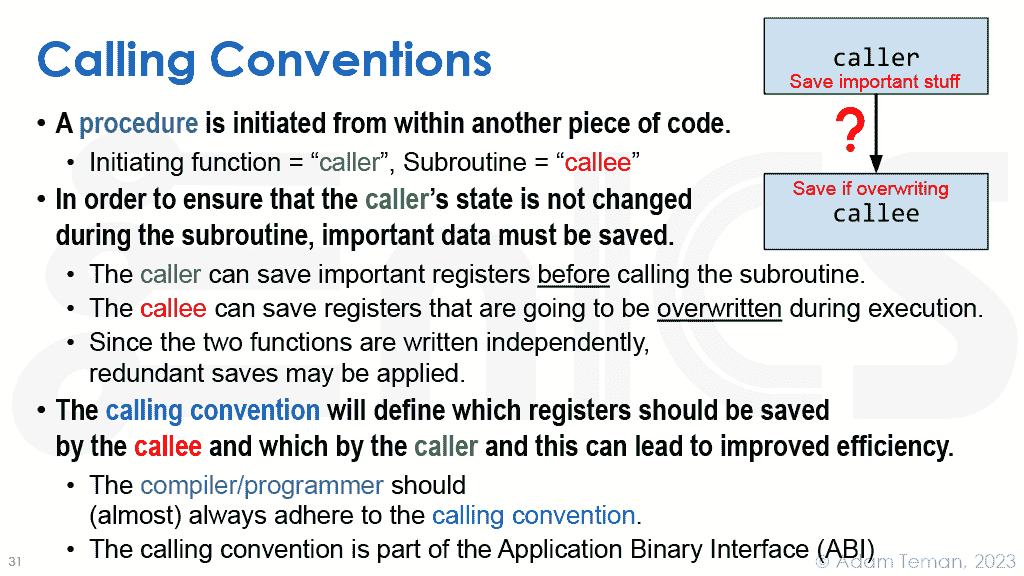 Calling Conventions
caller
Save important stuff
?
Save if overwriting
callee
• A procedure is initiated from within another piece of code.
• Initiating function = “caller”, Subroutine = “callee”
• In order to ensure that the caller’s state is not changed
during the subroutine, important data must be saved.
• The caller can save important registers before calling the subroutine.
• The callee can save registers that are going to be overwritten during execution.
• Since the two functions are written independently,
redundant saves may be applied.
• The calling convention will define which registers should be saved
by the callee and which by the caller and this can lead to improved efficiency.
• The compiler/programmer should
(almost) always adhere to the calling convention.
• The calling convention is part of the Application Binary Interface (ABI)
31
© Adam Teman, 2023